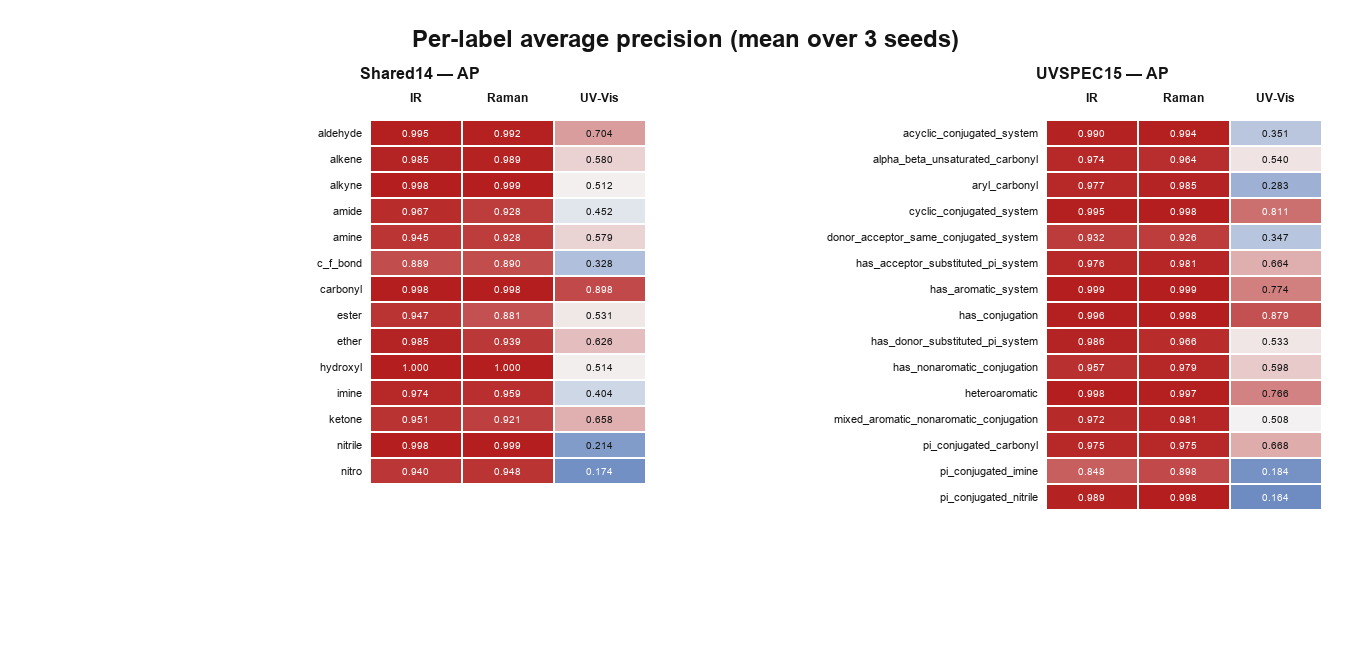 Per-label average precision (mean over 3 seeds)
Shared14 — AP
IR Raman UV-Vis
aldehyde 0.995 0.992 0.704
alkene 0.985 0.989 0.580
alkyne 0.998 0.999 0.512
amide 0.967 0.928 0.452
amine 0.945 0.928 0.579
c_f_bond 0.889 0.890 0.328
carbonyl 0.998 0.998 0.898
ester 0.947 0.881 0.531
ether 0.985 0.939 0.626
hydroxyl 1.000 1.000 0.514
imine 0.974 0.959 0.404
ketone 0.951 0.921 0.658
nitrile 0.998 0.999 0.214
nitro 0.940 0.948 0.174
UVSPEC15 — AP
IR Raman UV-Vis
acyclic_conjugated_system 0.990 0.994 0.351
alpha_beta_unsaturated_carbonyl 0.974 0.964 0.540
aryl_carbonyl 0.977 0.985 0.283
cyclic_conjugated_system 0.995 0.998 0.811
donor_acceptor_same_conjugated_system 0.932 0.926 0.347
has_acceptor_substituted_pi_system 0.976 0.981 0.664
has_aromatic_system 0.999 0.999 0.774
has_conjugation 0.996 0.998 0.879
has_donor_substituted_pi_system 0.986 0.966 0.533
has_nonaromatic_conjugation 0.957 0.979 0.598
heteroaromatic 0.998 0.997 0.766
mixed_aromatic_nonaromatic_conjugation 0.972 0.981 0.508
pi_conjugated_carbonyl 0.975 0.975 0.668
pi_conjugated_imine 0.848 0.898 0.184
pi_conjugated_nitrile 0.989 0.998 0.164